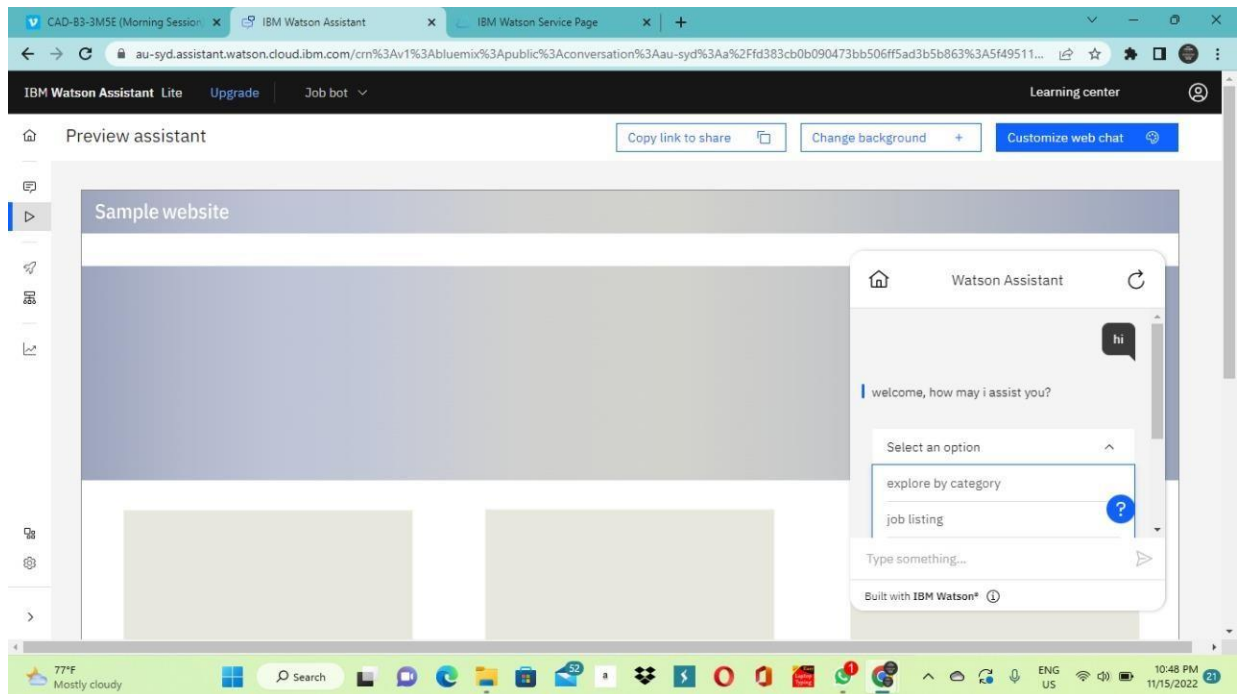 CAD-B3-3M5E (Morning Session)
IBM Watson Assistant
IBM Watson Service Page
au-syd.assistant.watson.cloud.ibm.com/crn%3Av1%3Abluemix%3Apublic%3Aconversation%3Aau-syd%3Aa%2Ffd383cb0b090473bb506ff5ad3b5b863%3A5f49511...
IBM Watson Assistant Lite Upgrade Job bot Learning center
Preview assistant Copy link to share Change background + Customize web chat
Sample website
Watson Assistant
hi
welcome, how may i assist you?
Select an option
explore by category
job listing
?
Type something...
Built with IBM Watson®
77°F
Mostly cloudy
Search
52
a
1
ENG
US
10:48 PM
11/15/2022
21